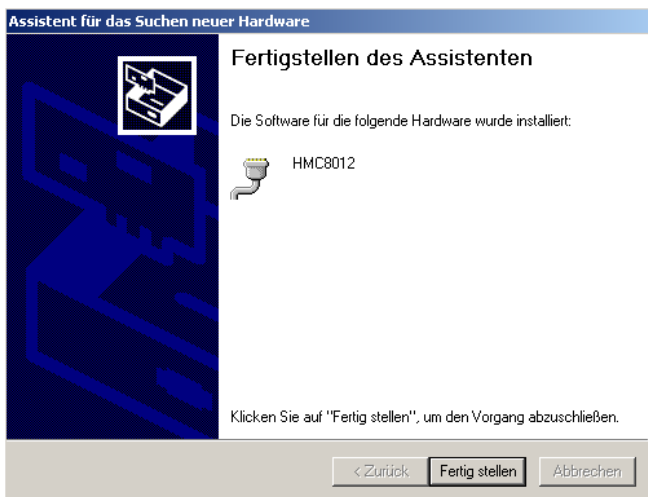 Assistent für das Suchen neuer Hardware
Fertigstellen des Assistenten
Die Software für die folgende Hardware wurde installiert:
HMC8012
Klicken Sie auf "Fertig stellen", um den Vorgang abzuschließen.
< Zurück Fertig stellen Abbrechen